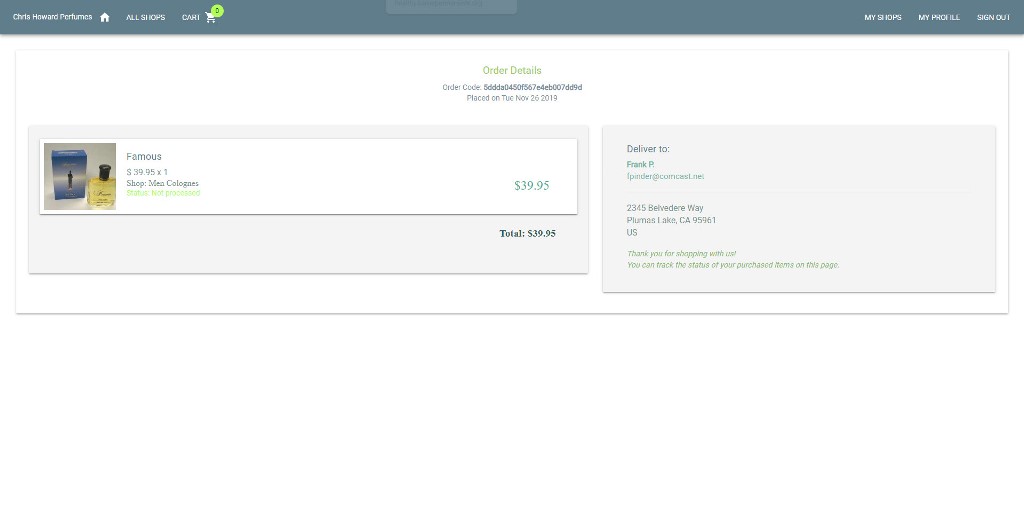 Chris Howard Perfumes
ALL SHOPS
CART
0
MY SHOPS
MY PROFILE
SIGN OUT
Order Details
Order Code: 5ddda0450f567e4eb007dd9d
Placed on Tue Nov 26 2019
Famous
$ 39.95 x 1
Shop: Men Colognes
Status: Not processed
$39.95
Total: $39.95
Deliver to:
Frank P.
fpinder@comcast.net
2345 Belvedere Way
Plumas Lake, CA 95961
US
Thank you for shopping with us!
You can track the status of your purchased items on this page.